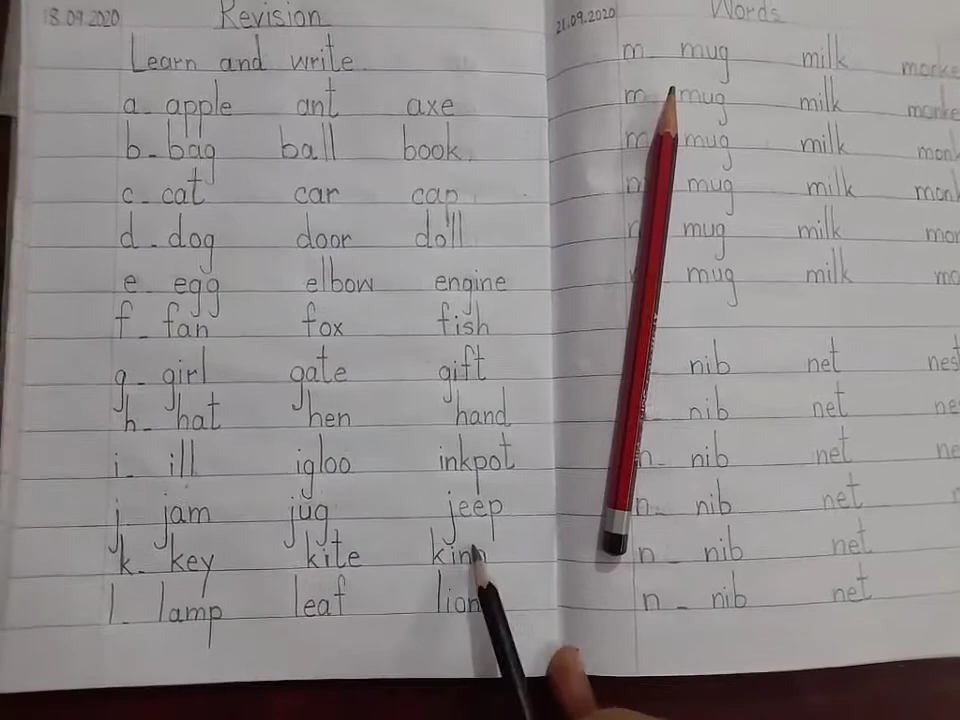 18.09.2020
Revision
Learn and write
a apple ant axe
b - bag ball book
c - cat car cap
d - dog door doll
e egg elbow engine
f - fan fox fish
g - girl gate gift
h - hat hen hand
i - ill igloo inkpot
j - jam jug jeep
k - key kite
l - lamp leaf lion
21.09.2020
Words
m mug milk
m mug milk
m mug milk
mug milk
mug milk
mug milk
nib net
nib net
n - nib net
n - nib net
n - nib net
n - nib net